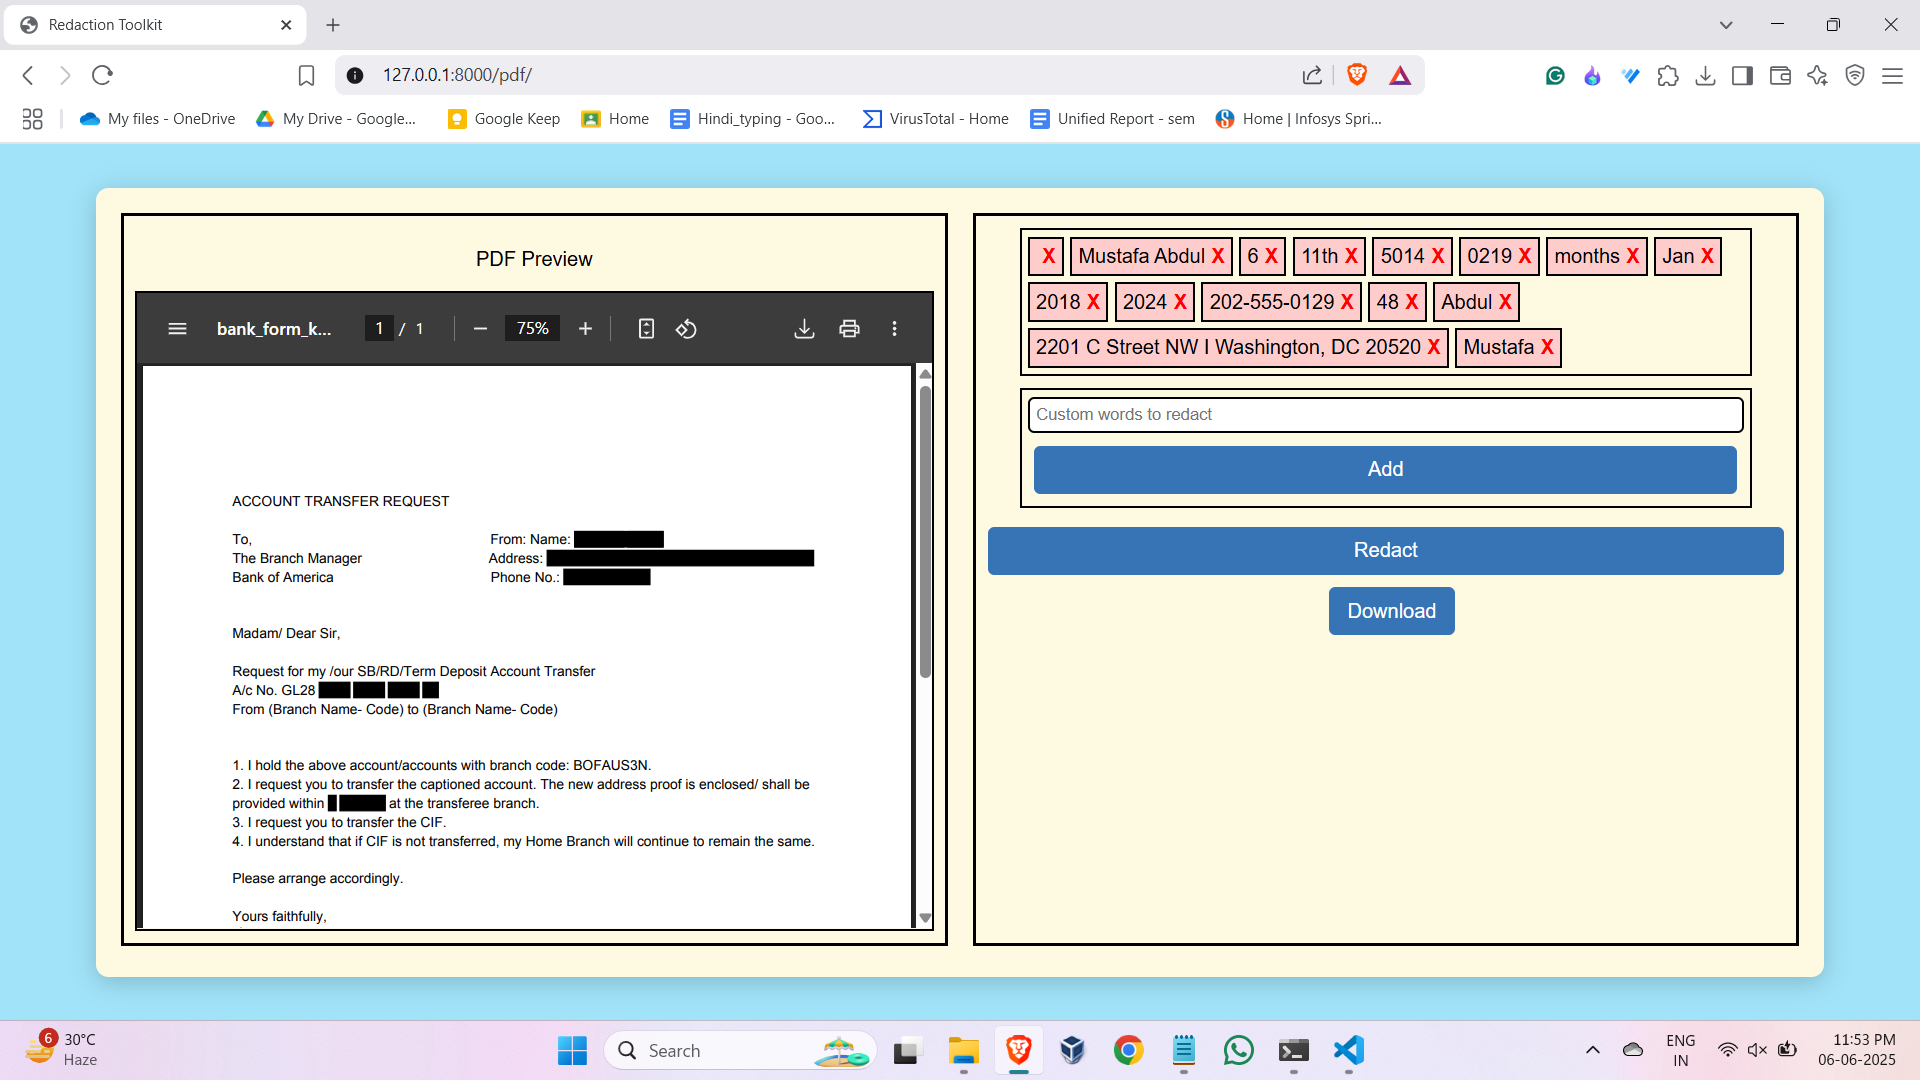 Redaction Toolkit
127.0.0.1:8000/pdf/
My files - OneDrive
My Drive - Google...
Google Keep
Home
Hindi_typing - Goo...
VirusTotal - Home
Unified Report - sem
Home | Infosys Spri...
PDF Preview
bank_form_k...
1 / 1
75%
ACCOUNT TRANSFER REQUEST
To, From: Name:
The Branch Manager Address:
Bank of America Phone No.:
Madam/ Dear Sir,
Request for my /our SB/RD/Term Deposit Account Transfer
A/c No. GL28
From (Branch Name- Code) to (Branch Name- Code)
1. I hold the above account/accounts with branch code: BOFAUS3N.
2. I request you to transfer the captioned account. The new address proof is enclosed/ shall be
provided within at the transferee branch.
3. I request you to transfer the CIF.
4. I understand that if CIF is not transferred, my Home Branch will continue to remain the same.
Please arrange accordingly.
Yours faithfully,
X Mustafa Abdul X 6 X 11th X 5014 X 0219 X months X Jan X
2018 X 2024 X 202-555-0129 X 48 X Abdul X
2201 C Street NW I Washington, DC 20520 X Mustafa X
Custom words to redact
Add
Redact
Download
6
30°C
Haze
Search
ENG
IN
11:53 PM
06-06-2025